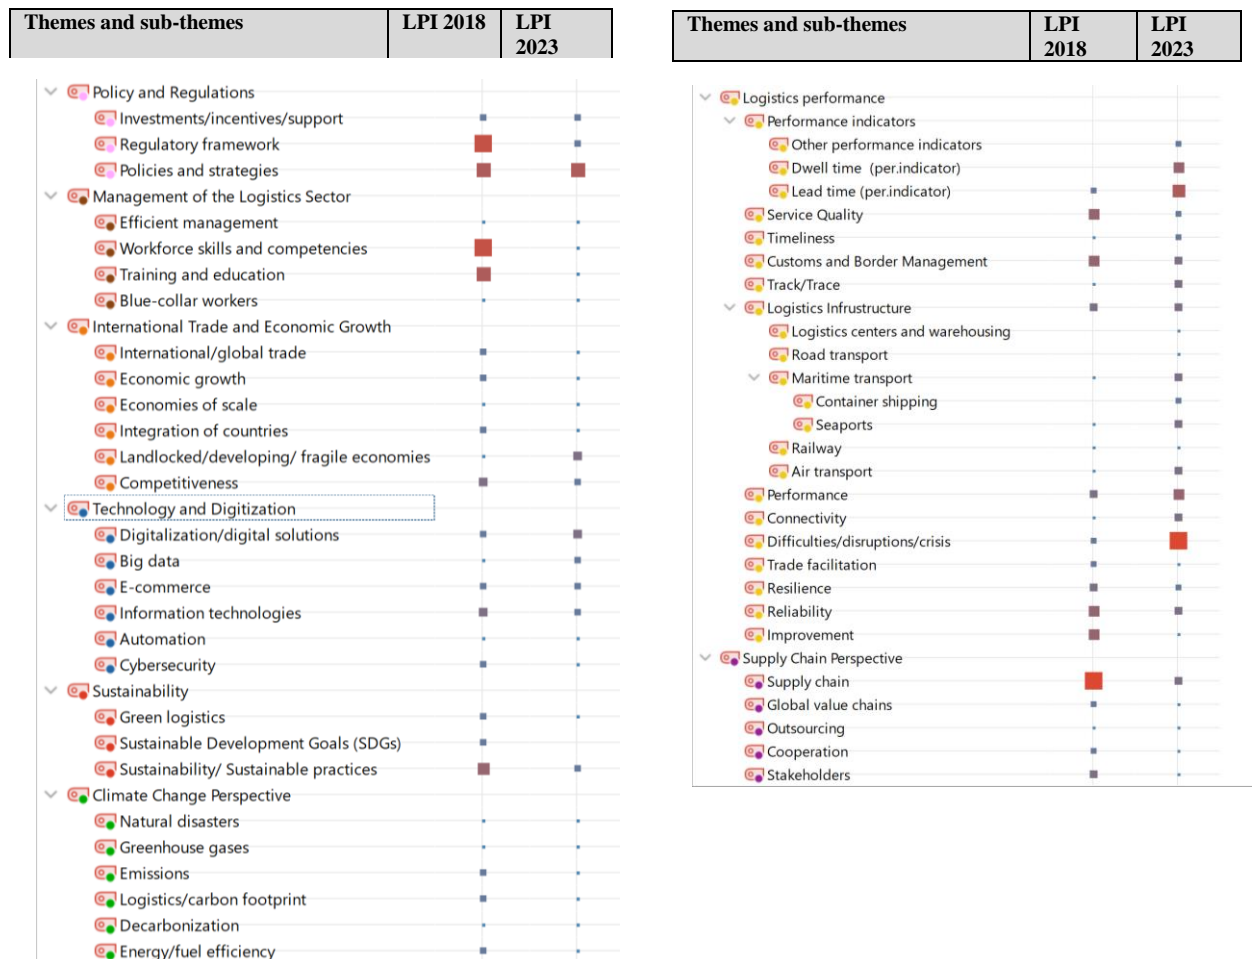 Themes and sub-themes LPI 2018 LPI
2023
Policy and Regulations
Investments/incentives/support
Regulatory framework
Policies and strategies
Management of the Logistics Sector
Efficient management
Workforce skills and competencies
Training and education
Blue-collar workers
International Trade and Economic Growth
International/global trade
Economic growth
Economies of scale
Integration of countries
Landlocked/developing/ fragile economies
Competitiveness
Technology and Digitization
Digitalization/digital solutions
Big data
E-commerce
Information technologies
Automation
Cybersecurity
Sustainability
Green logistics
Sustainable Development Goals (SDGs)
Sustainability/ Sustainable practices
Climate Change Perspective
Natural disasters
Greenhouse gases
Emissions
Logistics/carbon footprint
Decarbonization
Energy/fuel efficiency
Themes and sub-themes LPI LPI
2018 2023
Logistics performance
Performance indicators
Other performance indicators
Dwell time (per.indicator)
Lead time (per.indicator)
Service Quality
Timeliness
Customs and Border Management
Track/Trace
Logistics Infrustructure
Logistics centers and warehousing
Road transport
Maritime transport
Container shipping
Seaports
Railway
Air transport
Performance
Connectivity
Difficulties/disruptions/crisis
Trade facilitation
Resilience
Reliability
Improvement
Supply Chain Perspective
Supply chain
Global value chains
Outsourcing
Cooperation
Stakeholders